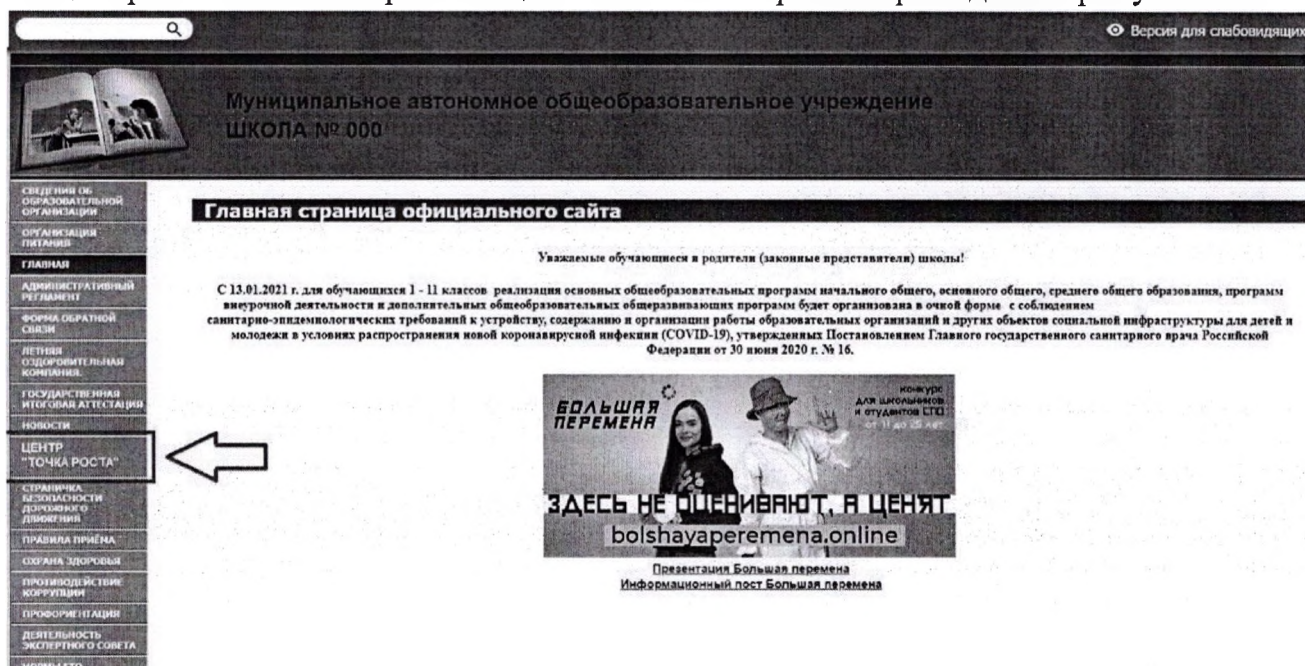 Версия для слабовидящих
Муниципальное автономное общеобразовательное учреждение
ШКОЛА № 000
СВЕДЕНИЯ ОБ
ОБРАЗОВАТЕЛЬНОЙ
ОРГАНИЗАЦИИ
ОРГАНИЗАЦИЯ
ПИТАНИЯ
ГЛАВНАЯ
АДМИНИСТРАТИВНЫЙ
РЕГЛАМЕНТ
ФОРМА ОБРАТНОЙ
СВЯЗИ
ЛЕТНЯЯ
ОЗДОРОВИТЕЛЬНАЯ
КОМПАНИЯ.
ГОСУДАРСТВЕННАЯ
ИТОГОВАЯ АТТЕСТАЦИЯ
НОВОСТИ
ЦЕНТР
"ТОЧКА РОСТА"
СТРАНИЧКА
БЕЗОПАСНОСТИ
ДОРОЖНОГО
ДВИЖЕНИЯ
ПРАВИЛА ПРИЁМА
ОХРАНА ЗДОРОВЬЯ
ПРОТИВОДЕЙСТВИЕ
КОРРУПЦИИ
ПРОФОРИЕНТАЦИЯ
ДЕЯТЕЛЬНОСТЬ
ЭКСПЕРТНОГО СОВЕТА
Главная страница официального сайта
Уважаемые обучающиеся и родители (законные представители) школы!
С 13.01.2021 г. для обучающихся 1 - 11 классов реализация основных общеобразовательных программ начального общего, основного общего, среднего общего образования, программ
внеурочной деятельности и дополнительных общеобразовательных общеразвивающих программ будет организована в очной форме с соблюдением
санитарно-эпидемиологических требований к устройству, содержанию и организации работы образовательных организаций и других объектов социальной инфраструктуры для детей и
молодежи в условиях распространения новой коронавирусной инфекции (COVID-19), утвержденных Постановлением Главного государственного санитарного врача Российской
Федерации от 30 июня 2020 г. № 16.
БОЛЬШАЯ
ПЕРЕМЕНА
конкурс
для школьников
и студентов СПО
от 11 до 25 лет
ЗДЕСЬ НЕ ОЦЕНИВАЮТ, А ЦЕНЯТ
bolshayaperemena.online
Презентация Большая перемена
Информационный пост Большая перемена